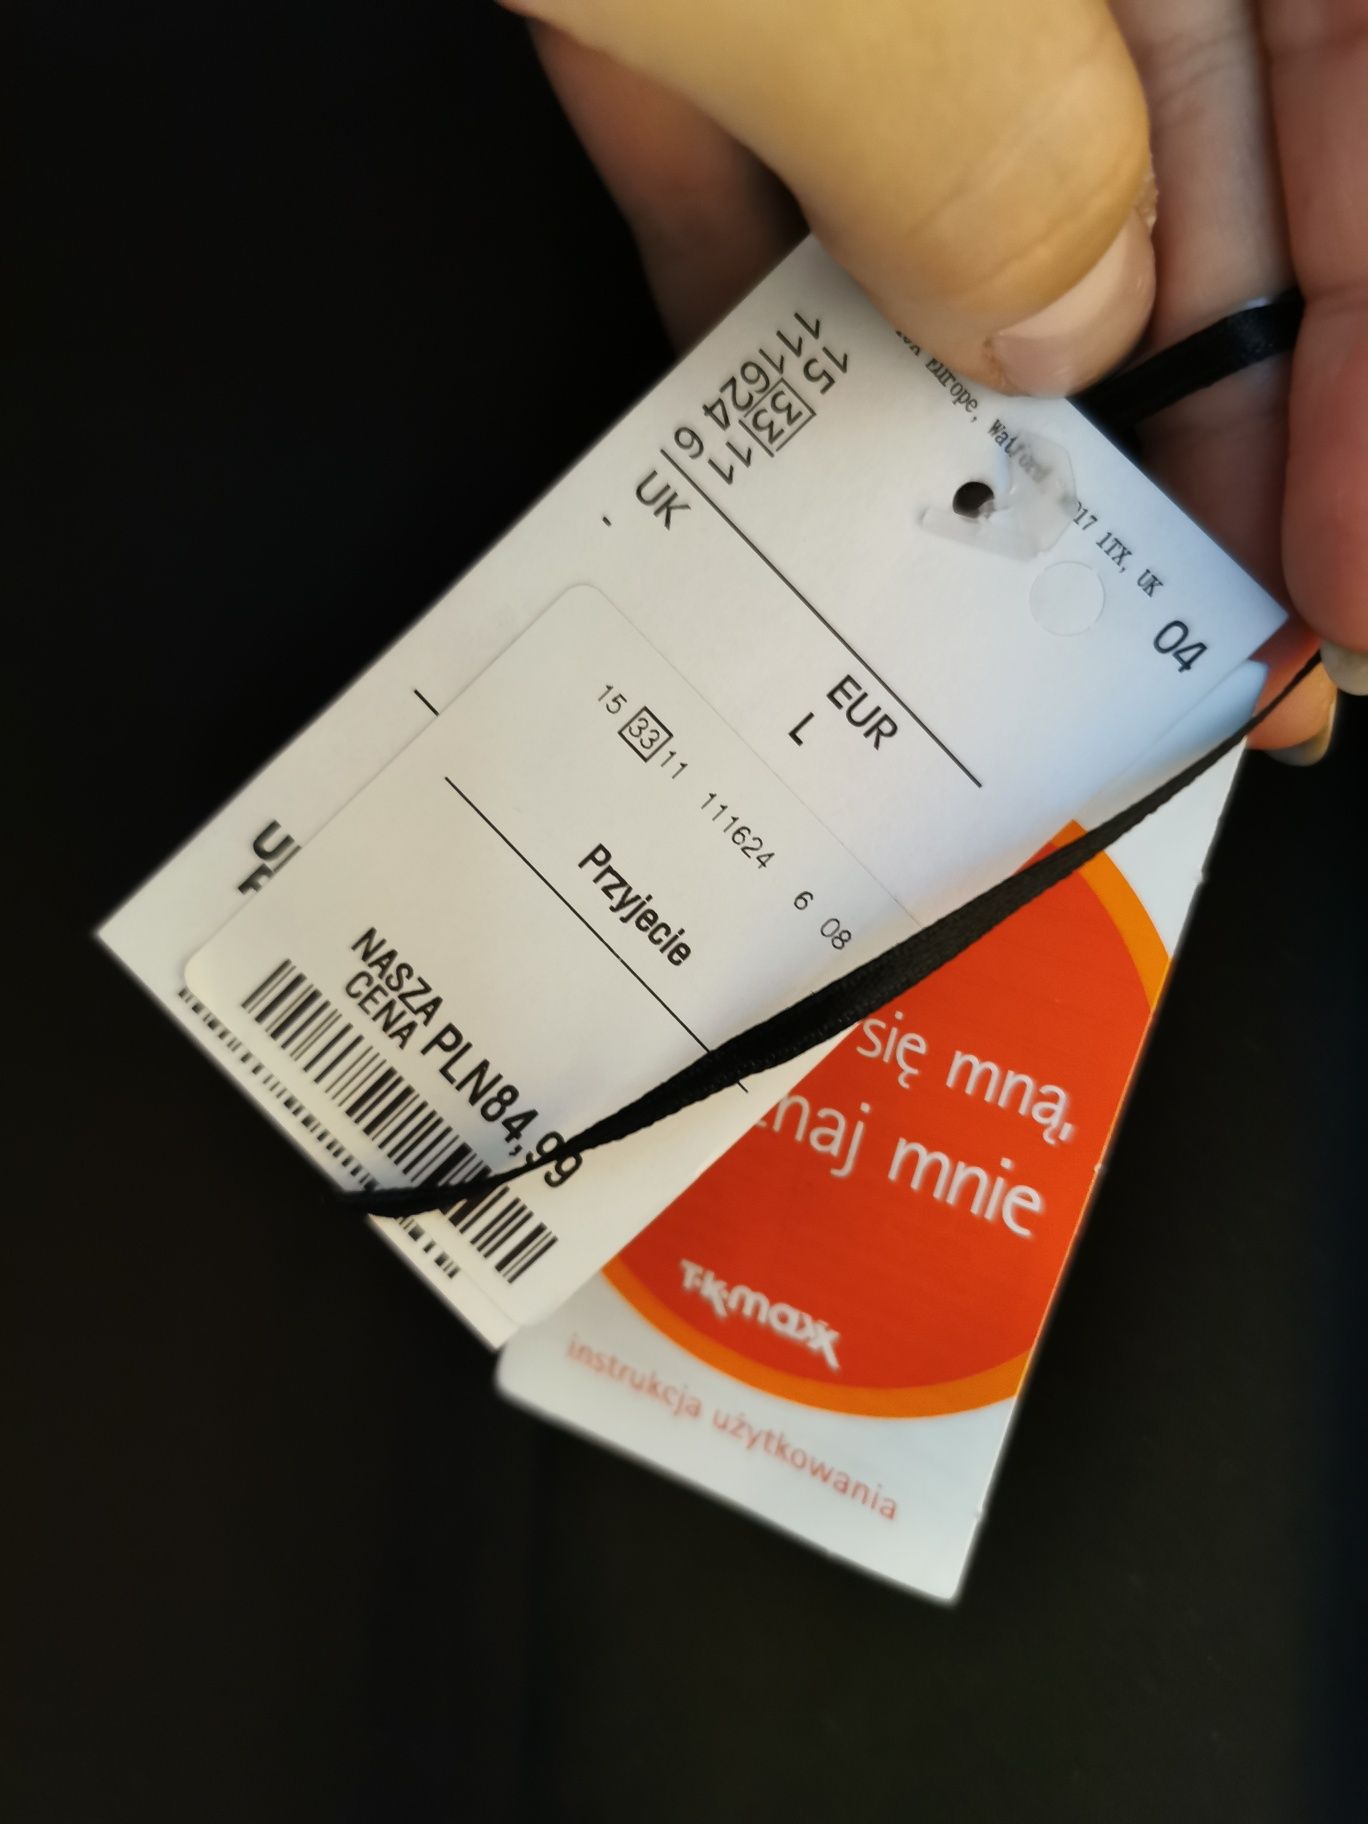 Europe, Watford
17 1TX, UK
04
15 33 11
111624 6
UK EUR
- L
15 33 11 111624 6 08
Przyjecie
NASZA
CENA PLN84,99
się mną,
mnie
T·K·maxx
instrukcja użytkowania